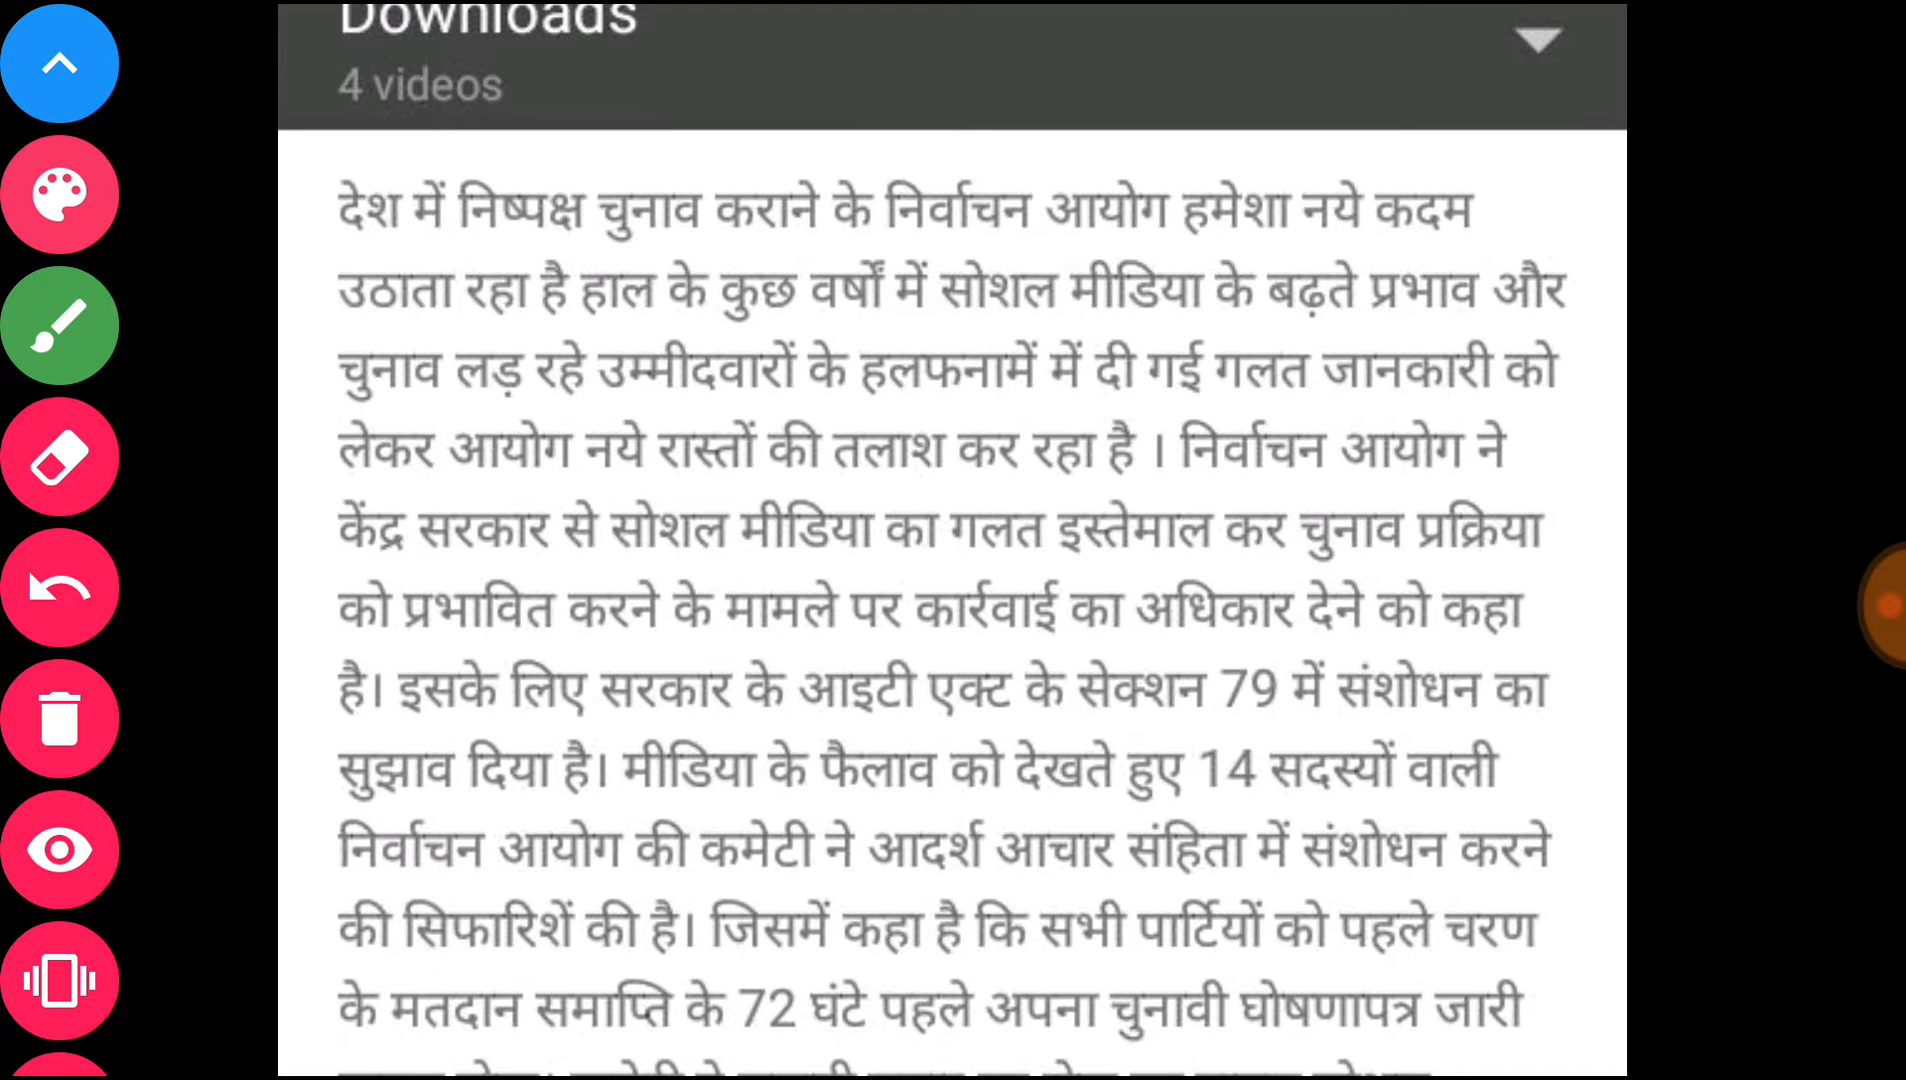 Downloads
4 videos
देश में निष्पक्ष चुनाव कराने के निर्वाचन आयोग हमेशा नये कदम
उठाता रहा है हाल के कुछ वर्षों में सोशल मीडिया के बढ़ते प्रभाव और
चुनाव लड़ रहे उम्मीदवारों के हलफनामें में दी गई गलत जानकारी को
लेकर आयोग नये रास्तों की तलाश कर रहा है । निर्वाचन आयोग ने
केंद्र सरकार से सोशल मीडिया का गलत इस्तेमाल कर चुनाव प्रक्रिया
को प्रभावित करने के मामले पर कार्रवाई का अधिकार देने को कहा
है। इसके लिए सरकार के आइटी एक्ट के सेक्शन 79 में संशोधन का
सुझाव दिया है। मीडिया के फैलाव को देखते हुए 14 सदस्यों वाली
निर्वाचन आयोग की कमेटी ने आदर्श आचार संहिता में संशोधन करने
की सिफारिशें की है। जिसमें कहा है कि सभी पार्टियों को पहले चरण
के मतदान समाप्ति के 72 घंटे पहले अपना चुनावी घोषणापत्र जारी